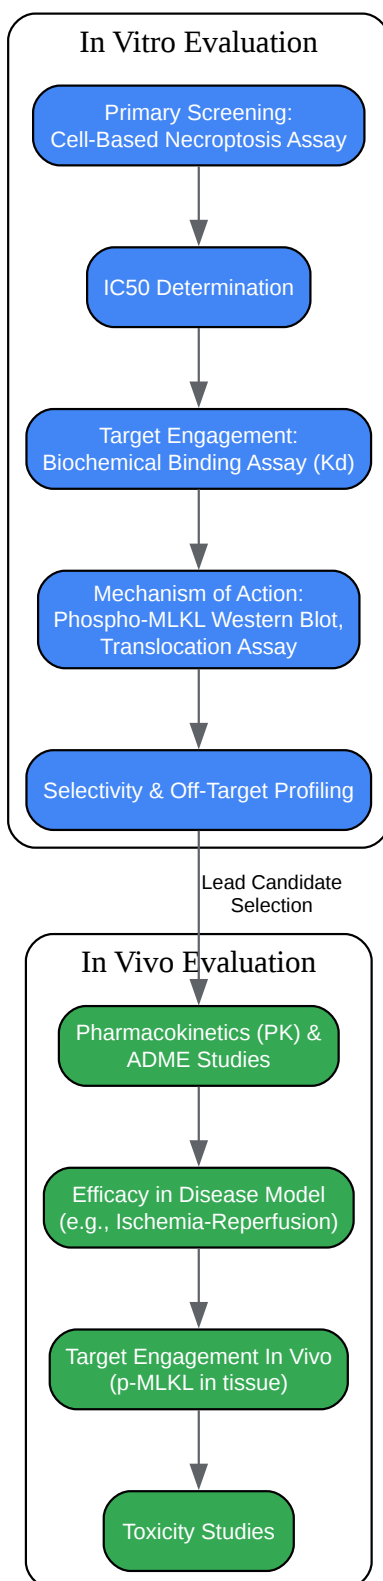 In Vitro Evaluation
Primary Screening:
Cell-Based Necroptosis Assay
IC50 Determination
Target Engagement:
Biochemical Binding Assay (Kd)
Mechanism of Action:
Phospho-MLKL Western Blot,
Translocation Assay
Selectivity & Off-Target Profiling
Lead Candidate
Selection
In Vivo Evaluation
Pharmacokinetics (PK) &
ADME Studies
Efficacy in Disease Model
(e.g., Ischemia-Reperfusion)
Target Engagement In Vivo
(p-MLKL in tissue)
Toxicity Studies